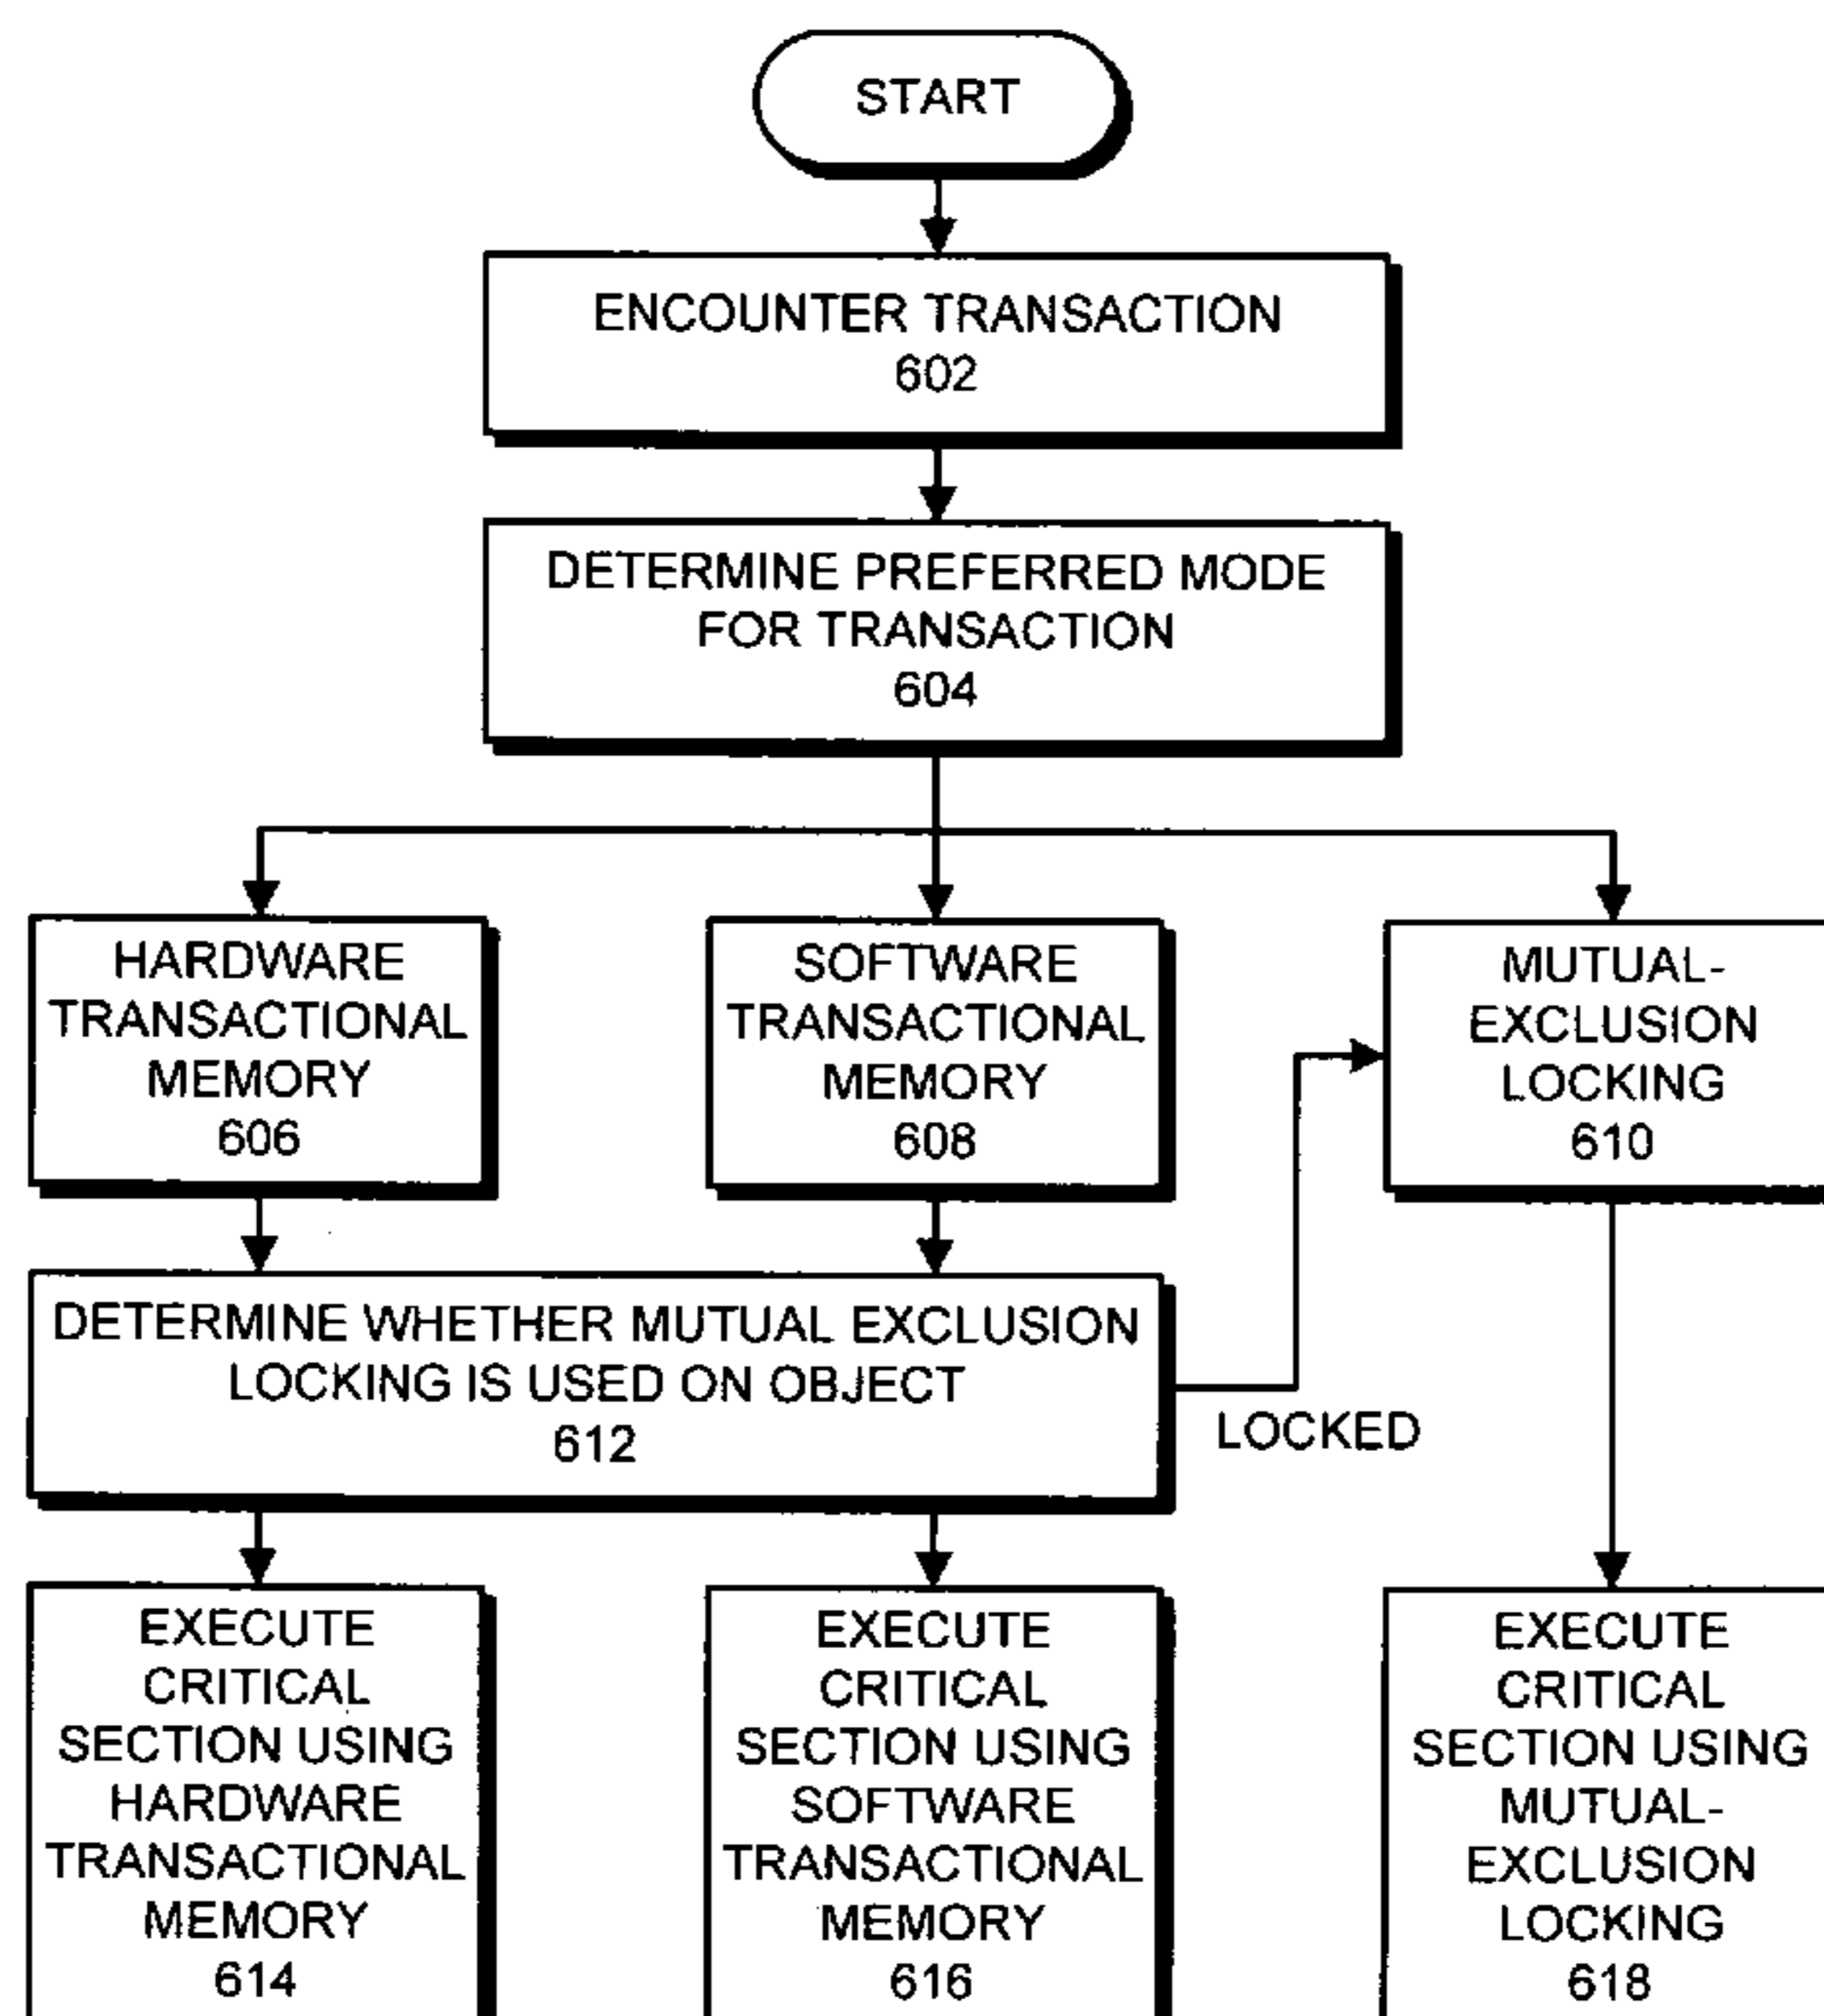 START
ENCOUNTER TRANSACTION
602
DETERMINE PREFERRED MODE
FOR TRANSACTION
604
HARDWARE
TRANSACTIONAL
MEMORY
606
SOFTWARE
TRANSACTIONAL
MEMORY
608
MUTUAL-
EXCLUSION
LOCKING
610
DETERMINE WHETHER MUTUAL EXCLUSION
LOCKING IS USED ON OBJECT
612
LOCKED
EXECUTE
CRITICAL
SECTION USING
HARDWARE
TRANSACTIONAL
MEMORY
614
EXECUTE
CRITICAL
SECTION USING
SOFTWARE
TRANSACTIONAL
MEMORY
616
EXECUTE
CRITICAL
SECTION USING
MUTUAL-
EXCLUSION
LOCKING
618